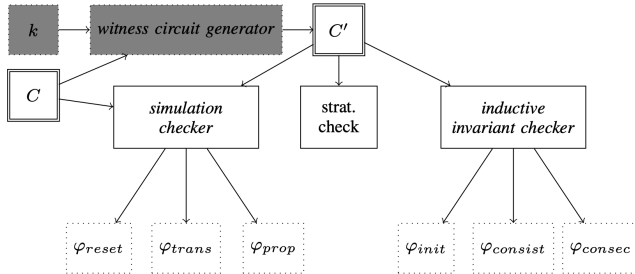 k
witness circuit generator
C′
C
simulation
checker
strat.
check
inductive
invariant checker
φreset
φtrans
φprop
φinit
φconsist
φconsec